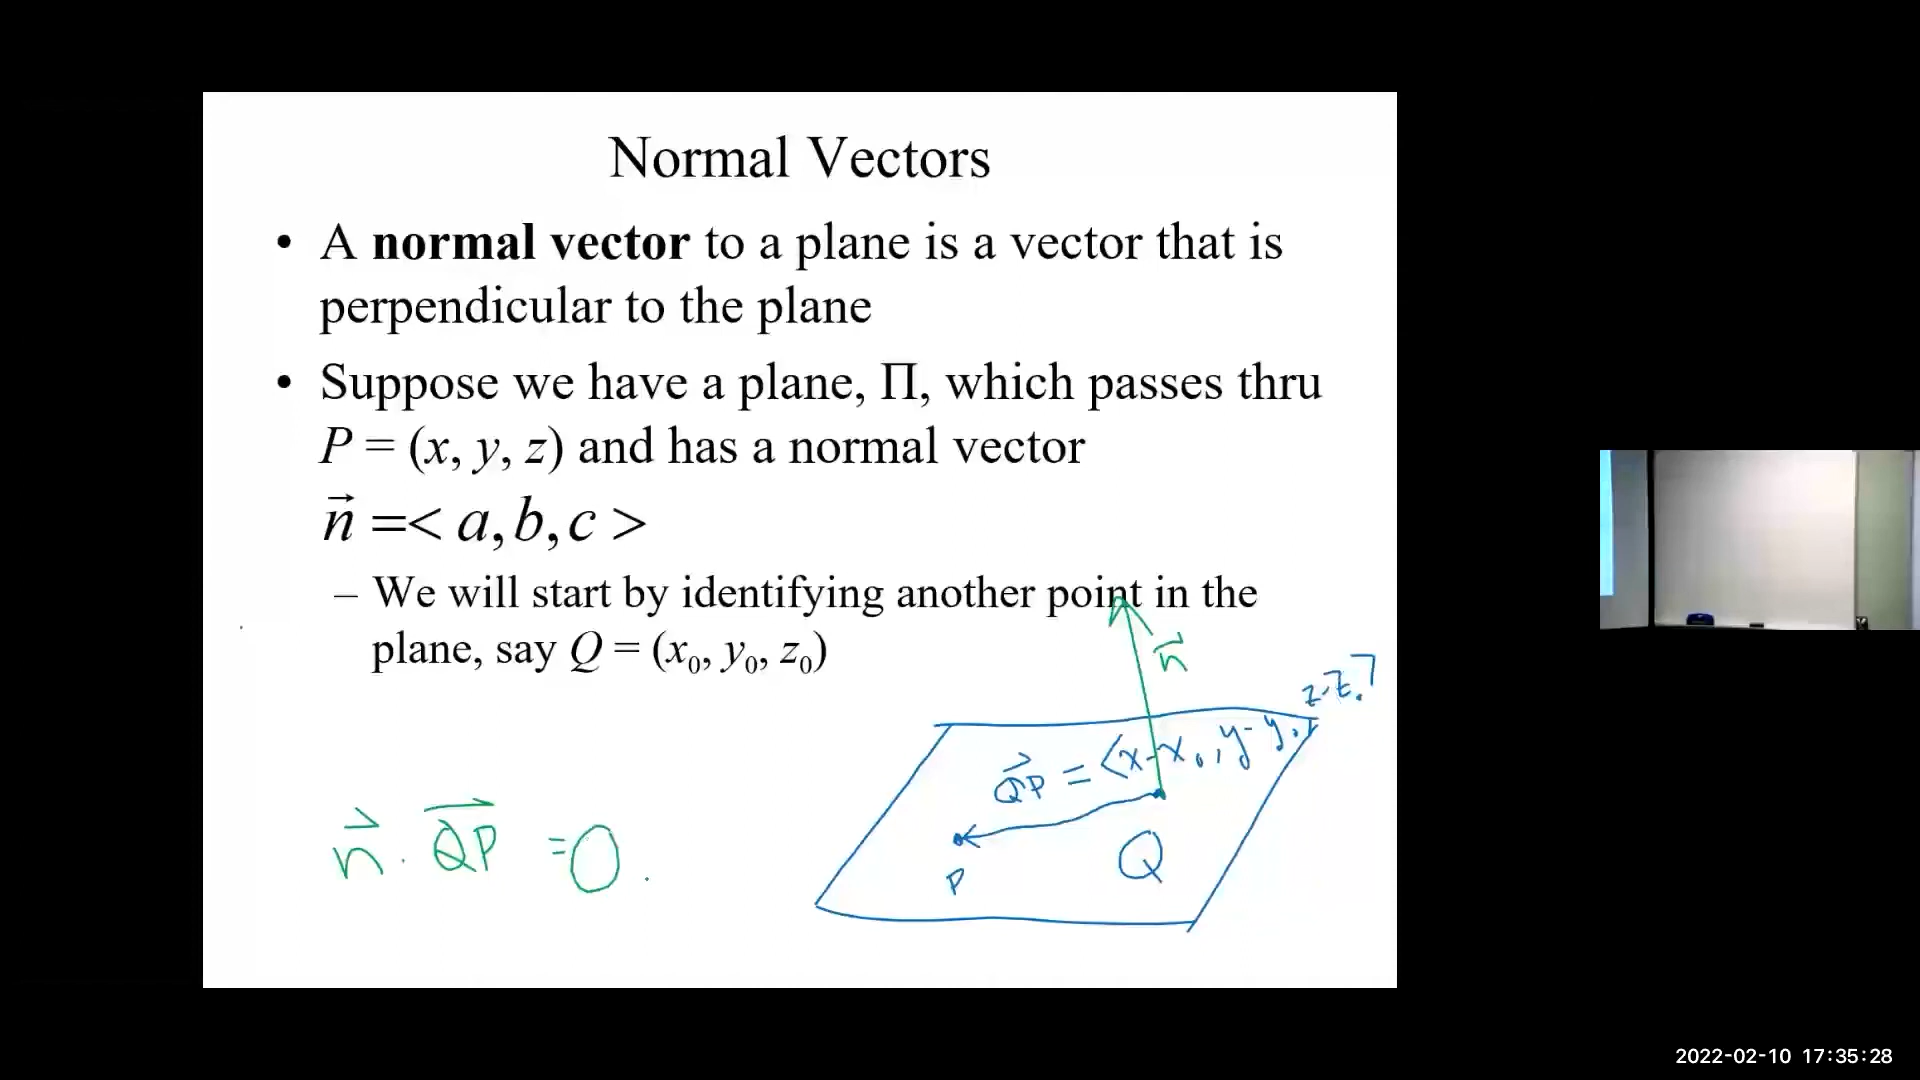 Normal Vectors
• A normal vector to a plane is a vector that is
perpendicular to the plane
• Suppose we have a plane, Π, which passes thru
P = (x, y, z) and has a normal vector
n⃗ =< a, b, c >
– We will start by identifying another point in the
plane, say Q = (x₀, y₀, z₀)
n⃗
z-z₀⟩
QP⃗ = ⟨x-x₀, y-y₀,
n⃗ · QP⃗ = 0.
P
Q
2022-02-10 17:35:28